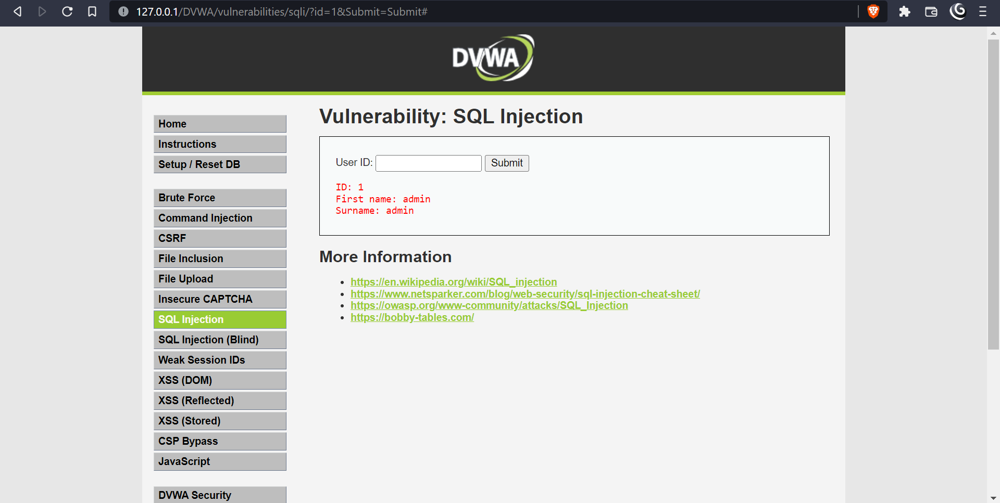 127.0.0.1/DVWA/vulnerabilities/sqli/?id=1&Submit=Submit#
DVWA
Home
Instructions
Setup / Reset DB
Brute Force
Command Injection
CSRF
File Inclusion
File Upload
Insecure CAPTCHA
SQL Injection
SQL Injection (Blind)
Weak Session IDs
XSS (DOM)
XSS (Reflected)
XSS (Stored)
CSP Bypass
JavaScript
DVWA Security
Vulnerability: SQL Injection
User ID: Submit
ID: 1
First name: admin
Surname: admin
More Information
https://en.wikipedia.org/wiki/SQL_injection
https://www.netsparker.com/blog/web-security/sql-injection-cheat-sheet/
https://owasp.org/www-community/attacks/SQL_Injection
https://bobby-tables.com/